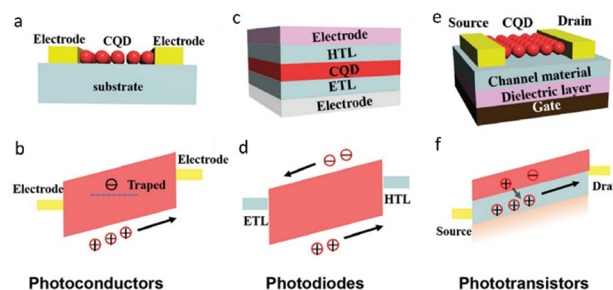 a
Electrode CQD Electrode
substrate
c
Electrode
HTL
CQD
ETL
Electrode
e
Source CQD Drain
Channel material
Dielectric layer
Gate
b
Electrode
Traped
Electrode
d
ETL
HTL
f
Drai
Source
Photoconductors
Photodiodes
Phototransistors